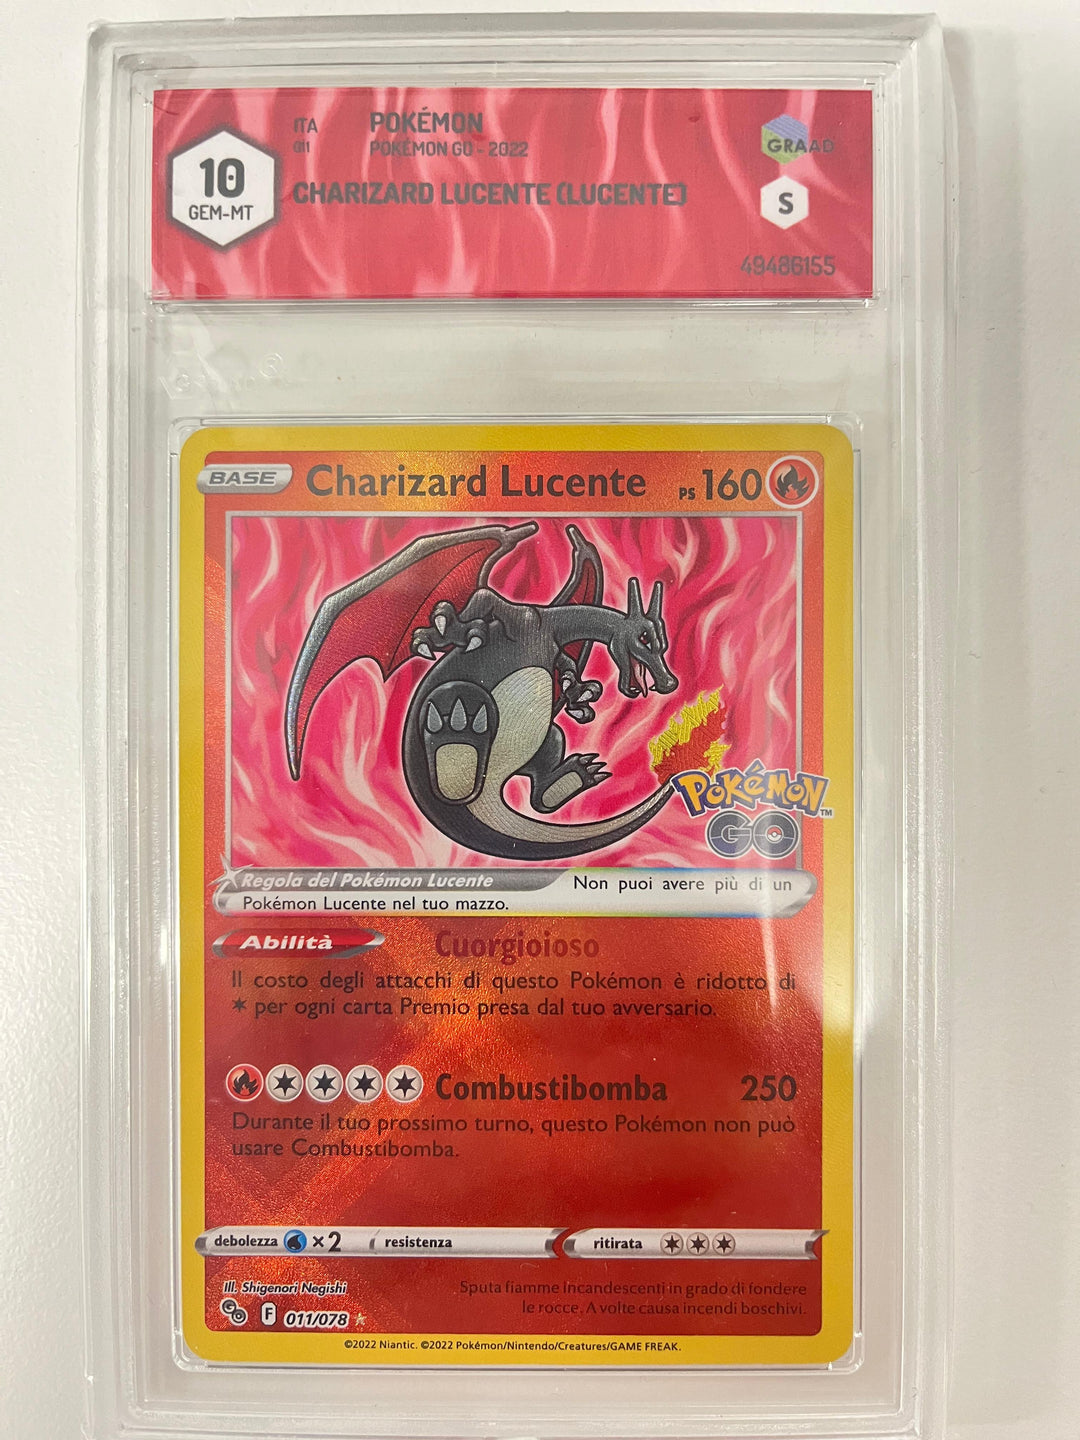 ITA POKÉMON
011 POKÉMON GO - 2022
CHARIZARD LUCENTE (LUCENTE)
10
GEM-MT
GRAAD
S
49486155
BASE Charizard Lucente PS 160
POKéMON™
GO
Regola del Pokémon Lucente Non puoi avere più di un
Pokémon Lucente nel tuo mazzo.
Abilità Cuorgioioso
Il costo degli attacchi di questo Pokémon è ridotto di
per ogni carta Premio presa dal tuo avversario.
Combustibomba 250
Durante il tuo prossimo turno, questo Pokémon non può
usare Combustibomba.
debolezza ×2 resistenza ritirata
Ill. Shigenori Negishi
Sputa fiamme incandescenti in grado di fondere
le rocce. A volte causa incendi boschivi.
GO F 011/078
©2022 Niantic. ©2022 Pokémon/Nintendo/Creatures/GAME FREAK.